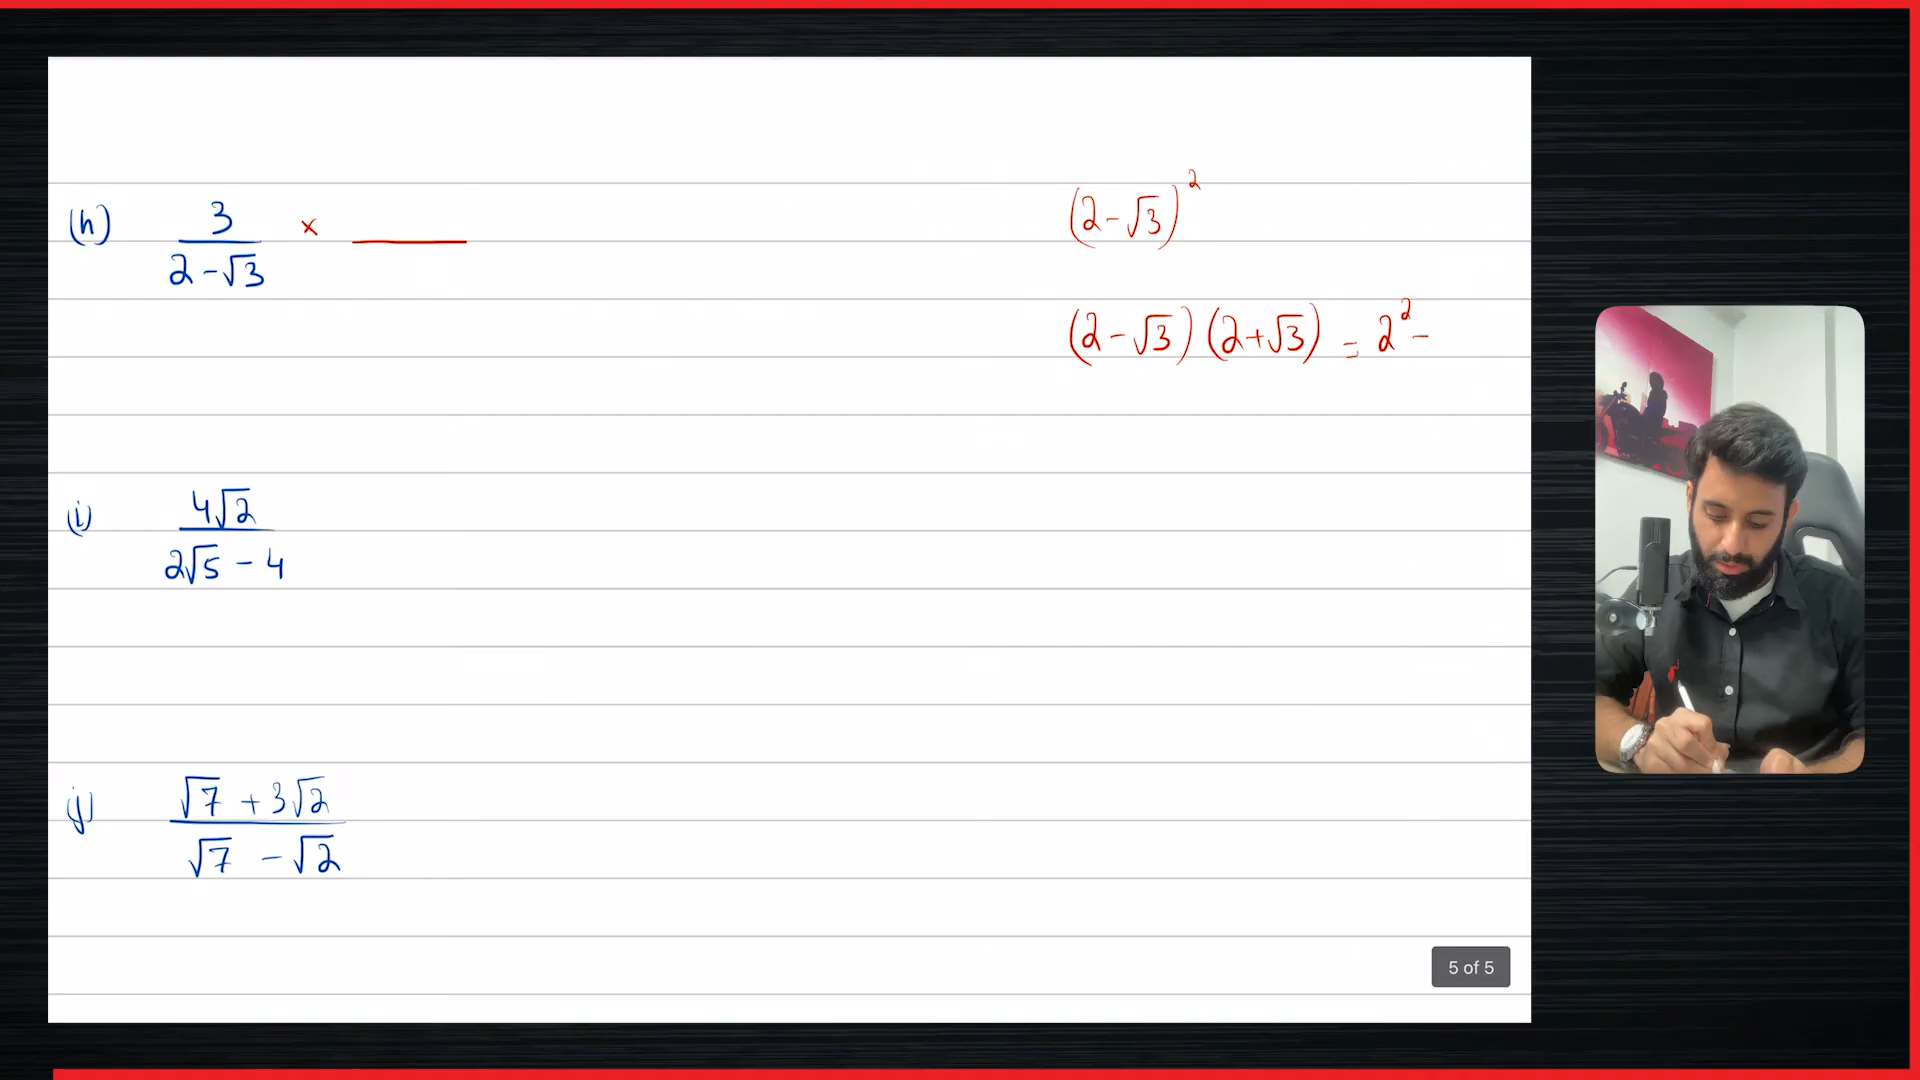 (h) 3 / (2 - √3) × ___
(2 - √3)²
(2 - √3)(2 + √3) = 2² -
(i) 4√2 / (2√5 - 4)
(j) (√7 + 3√2) / (√7 - √2)
5 of 5